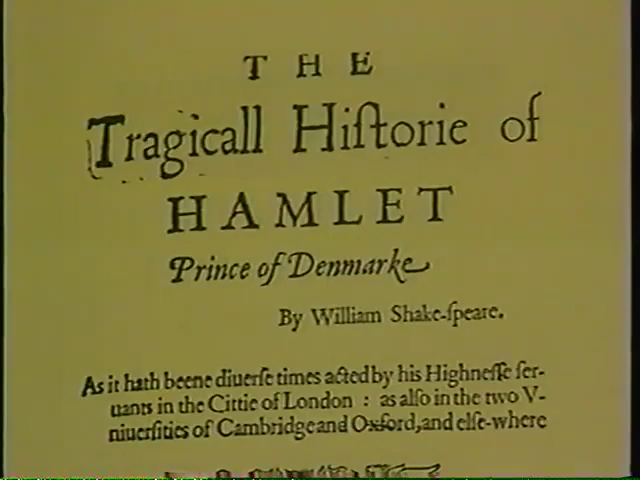 THE
Tragicall Hiſtorie of
HAMLET
Prince of Denmarke
By William Shake-ſpeare.
As it hath beene diuerſe times acted by his Highneſſe ſer-
uants in the Cittie of London : as alſo in the two V-
niuerſities of Cambridge and Oxford, and elſe-where